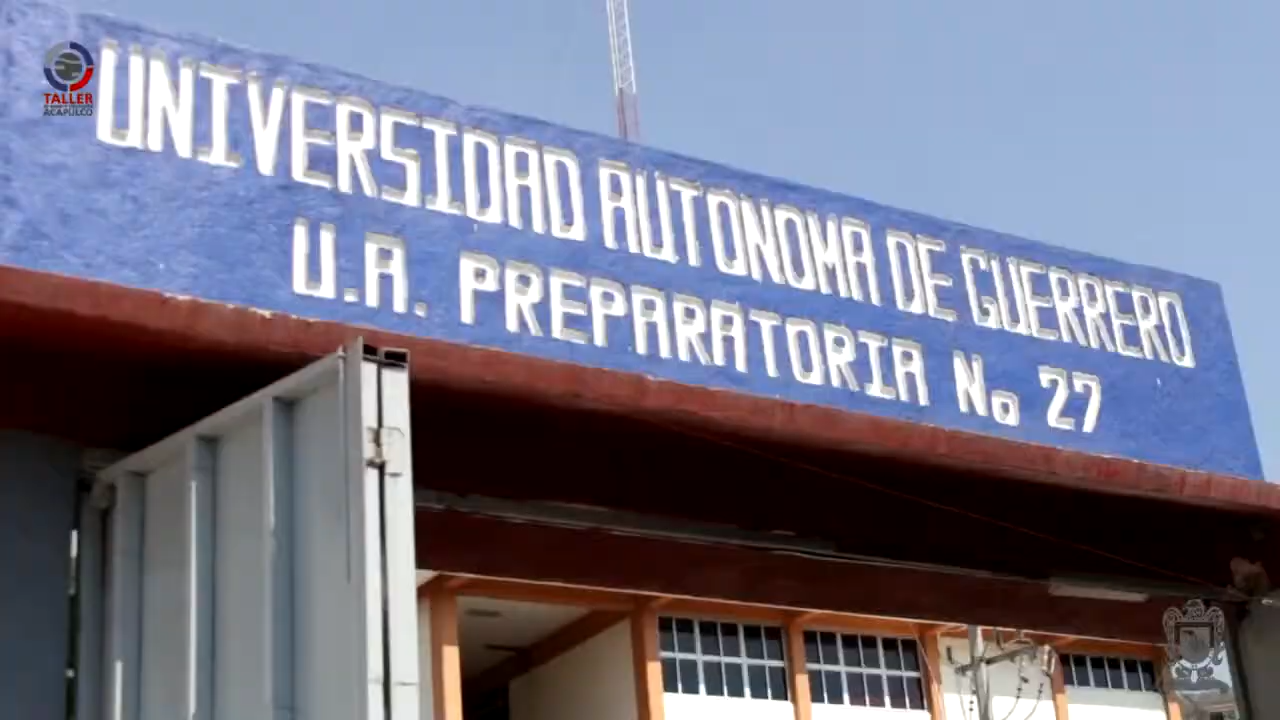 TALLER
ACAPULCO
UNIVERSIDAD AUTONOMA DE GUERRERO
U.A. PREPARATORIA No 27